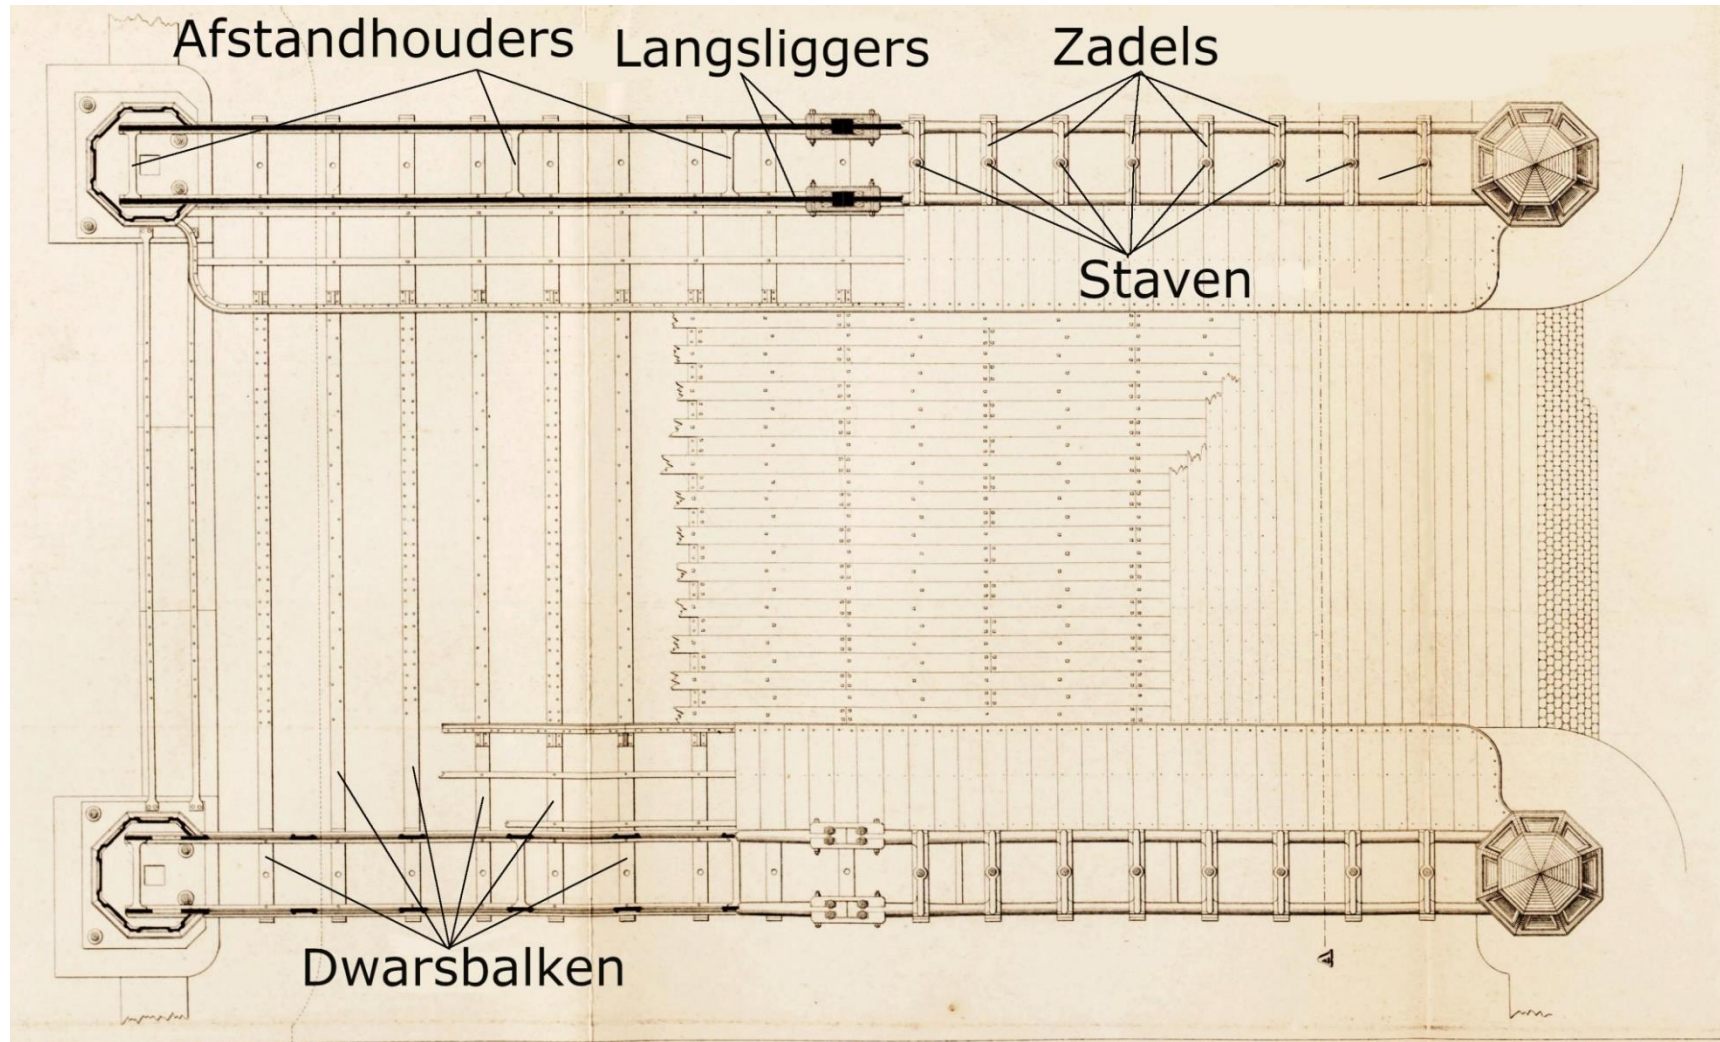 Afstandhouders
Langsliggers
Zadels
Staven
Dwarsbalken
A